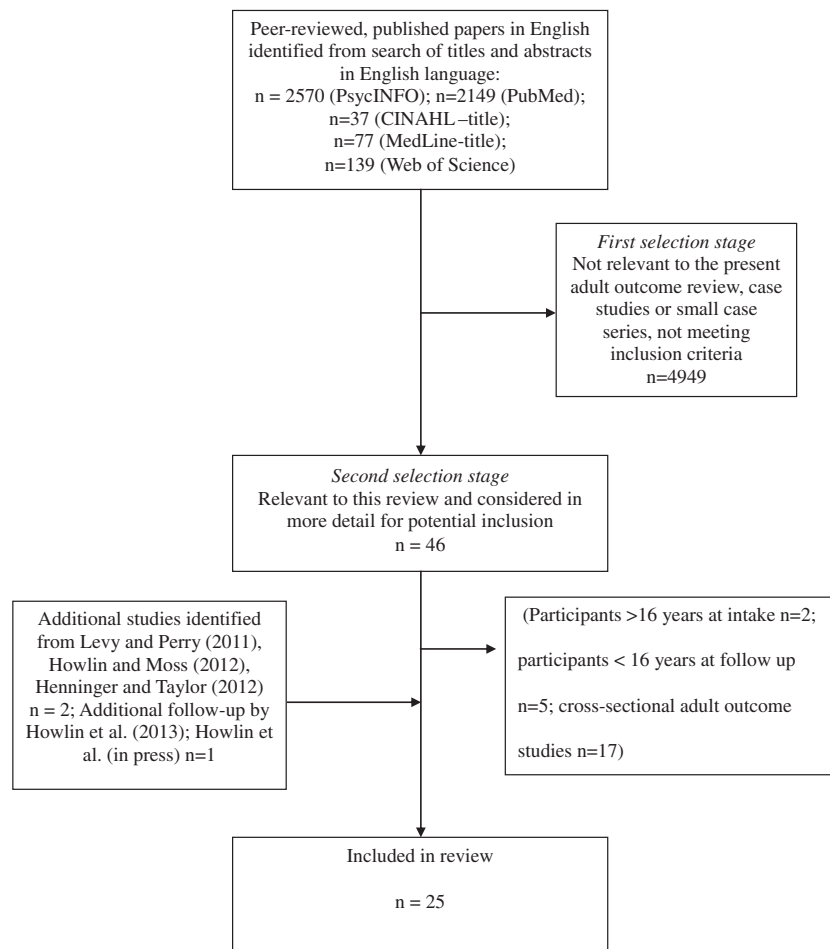 Peer-reviewed, published papers in English
identified from search of titles and abstracts
in English language:
n = 2570 (PsycINFO); n=2149 (PubMed);
n=37 (CINAHL –title);
n=77 (MedLine-title);
n=139 (Web of Science)
First selection stage
Not relevant to the present
adult outcome review, case
studies or small case
series, not meeting
inclusion criteria
n=4949
Second selection stage
Relevant to this review and considered in
more detail for potential inclusion
n = 46
Additional studies identified
from Levy and Perry (2011),
Howlin and Moss (2012),
Henninger and Taylor (2012)
n = 2; Additional follow-up by
Howlin et al. (2013); Howlin et
al. (in press) n=1
(Participants >16 years at intake n=2;
participants < 16 years at follow up
n=5; cross-sectional adult outcome
studies n=17)
Included in review
n = 25